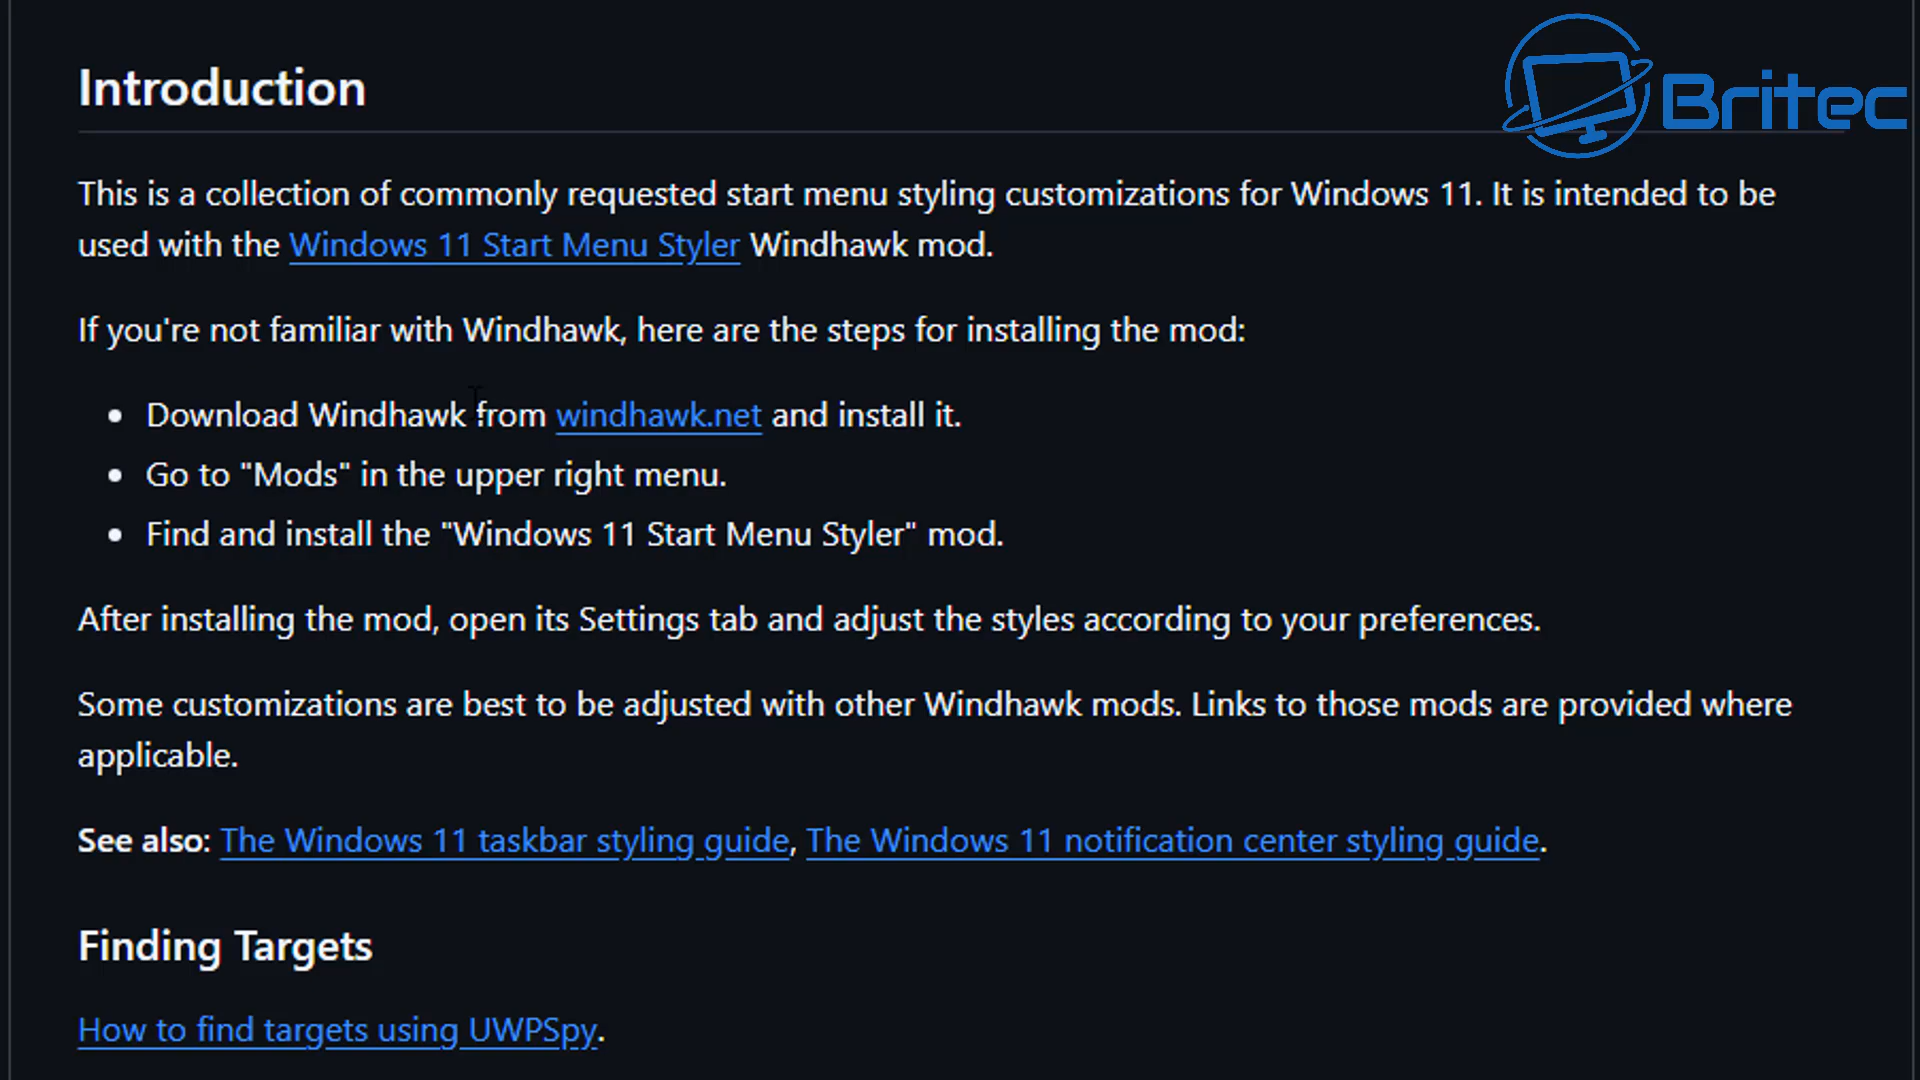 Introduction
Britec
This is a collection of commonly requested start menu styling customizations for Windows 11. It is intended to be
used with the Windows 11 Start Menu Styler Windhawk mod.
If you're not familiar with Windhawk, here are the steps for installing the mod:
• Download Windhawk from windhawk.net and install it.
• Go to "Mods" in the upper right menu.
• Find and install the "Windows 11 Start Menu Styler" mod.
After installing the mod, open its Settings tab and adjust the styles according to your preferences.
Some customizations are best to be adjusted with other Windhawk mods. Links to those mods are provided where
applicable.
See also: The Windows 11 taskbar styling guide, The Windows 11 notification center styling guide.
Finding Targets
How to find targets using UWPSpy.